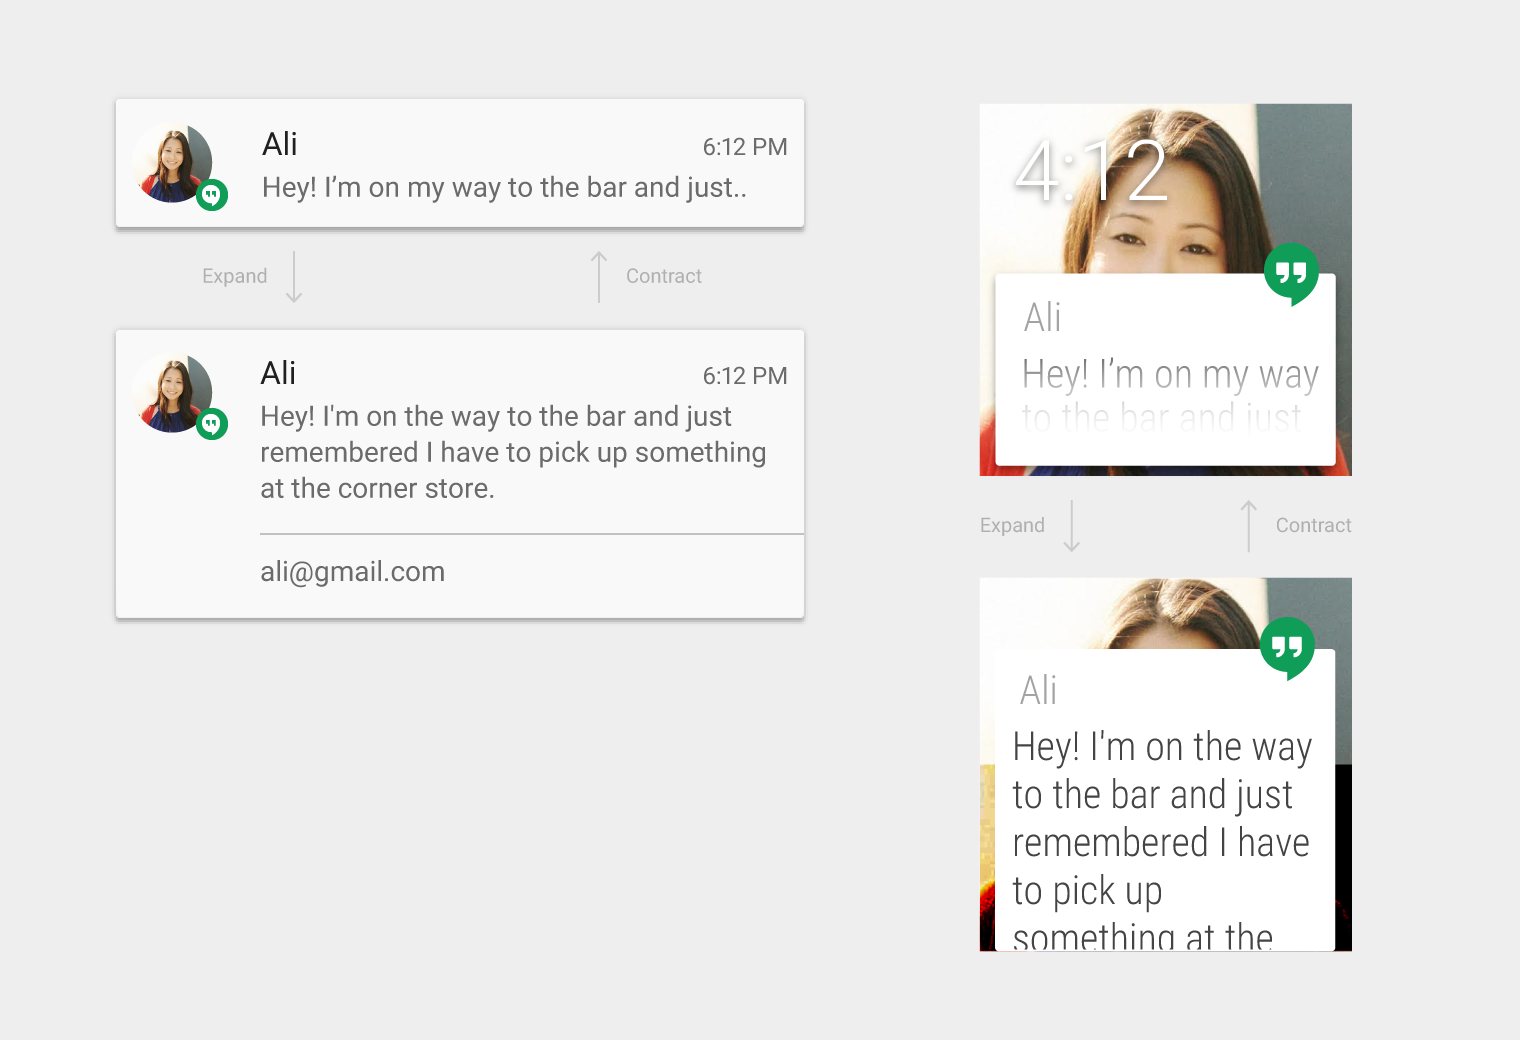 Ali
6:12 PM
Hey! I’m on my way to the bar and just..
Expand
Contract
Ali
6:12 PM
Hey! I'm on the way to the bar and just
remembered I have to pick up something
at the corner store.
ali@gmail.com
4:12
Ali
Hey! I’m on my way
to the bar and just
Expand
Contract
Ali
Hey! I'm on the way
to the bar and just
remembered I have
to pick up
something at the